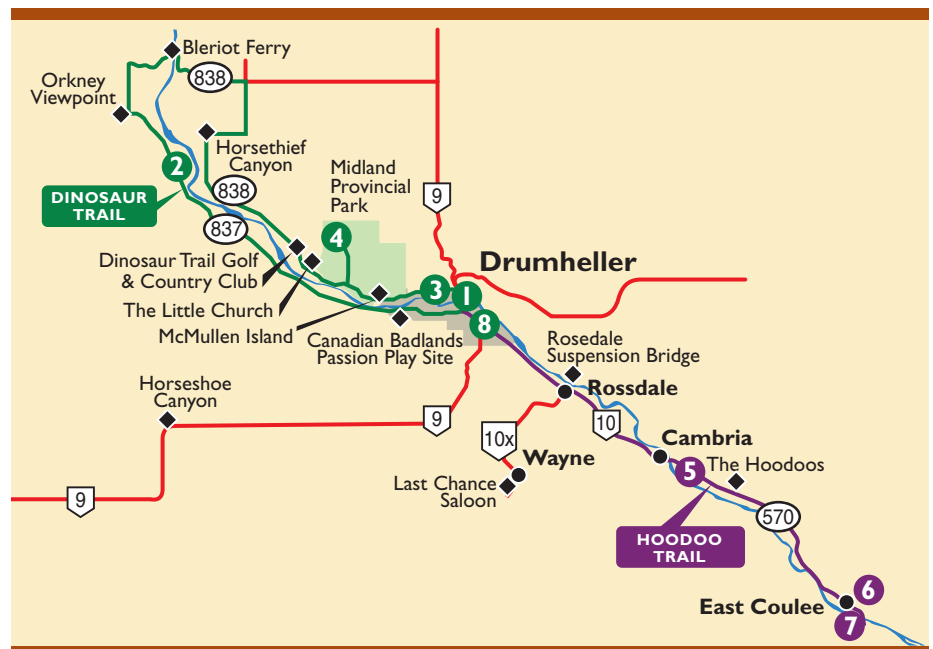 Bleriot Ferry
838
Orkney
Viewpoint
Horsethief
Canyon
2
Midland
Provincial
Park
838
9
DINOSAUR
TRAIL
837
4
Dinosaur Trail Golf
& Country Club
Drumheller
3
1
The Little Church
McMullen Island
8
Canadian Badlands
Passion Play Site
Rosedale
Suspension Bridge
Horseshoe
Canyon
Rossdale
9
10
10x
Cambria
Wayne
5
The Hoodoos
Last Chance
Saloon
9
570
HOODOO
TRAIL
6
East Coulee
7